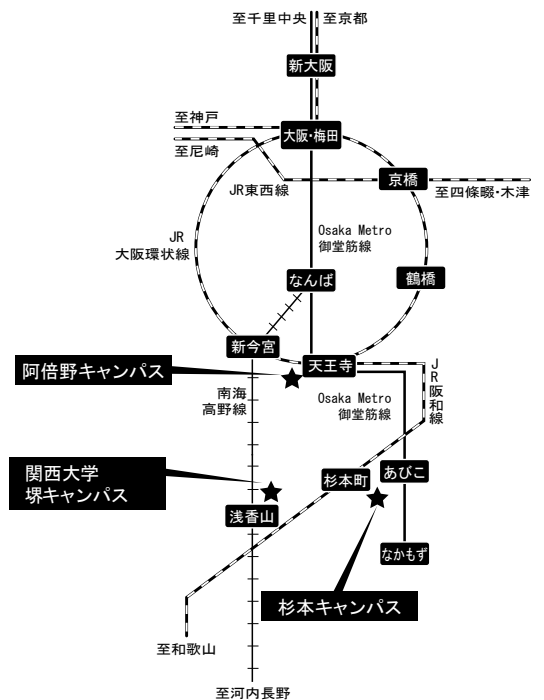 至千里中央
至京都
新大阪
至神戸
大阪・梅田
至尼崎
京橋
JR東西線
至四條畷・木津
Osaka Metro
御堂筋線
JR
大阪環状線
なんば
鶴橋
新今宮
天王寺
JR阪和線
阿倍野キャンパス
南海
高野線
Osaka Metro
御堂筋線
関西大学
堺キャンパス
杉本町
あびこ
浅香山
なかもず
杉本キャンパス
至和歌山
至河内長野